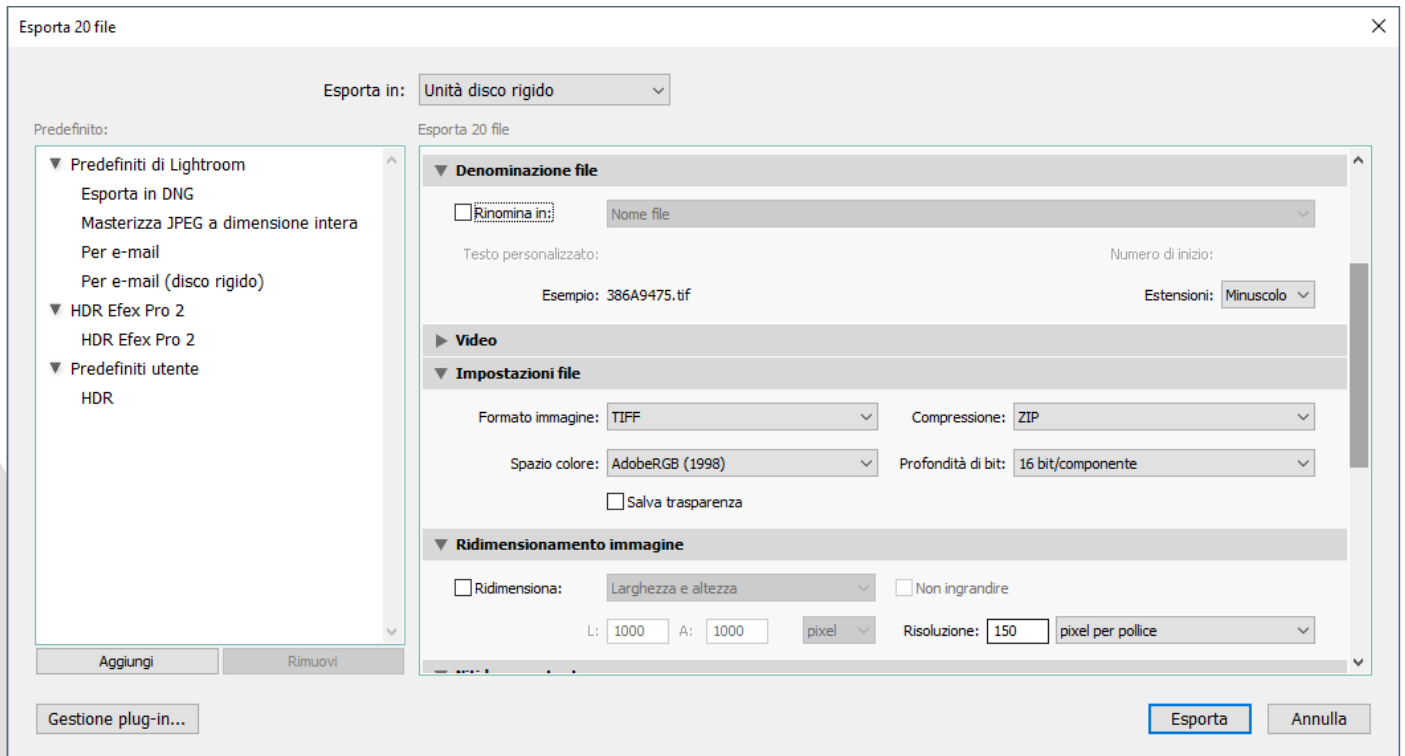 Esporta 20 file
Esporta in: Unità disco rigido
Predefinito:
Predefiniti di Lightroom
Esporta in DNG
Masterizza JPEG a dimensione intera
Per e-mail
Per e-mail (disco rigido)
HDR Efex Pro 2
HDR Efex Pro 2
Predefiniti utente
HDR
Aggiungi Rimuovi
Esporta 20 file
Denominazione file
Rinomina in: Nome file
Testo personalizzato: Numero di inizio:
Esempio: 386A9475.tif Estensioni: Minuscolo
Video
Impostazioni file
Formato immagine: TIFF Compressione: ZIP
Spazio colore: AdobeRGB (1998) Profondità di bit: 16 bit/componente
Salva trasparenza
Ridimensionamento immagine
Ridimensiona: Larghezza e altezza Non ingrandire
L: 1000 A: 1000 pixel Risoluzione: 150 pixel per pollice
Gestione plug-in... Esporta Annulla